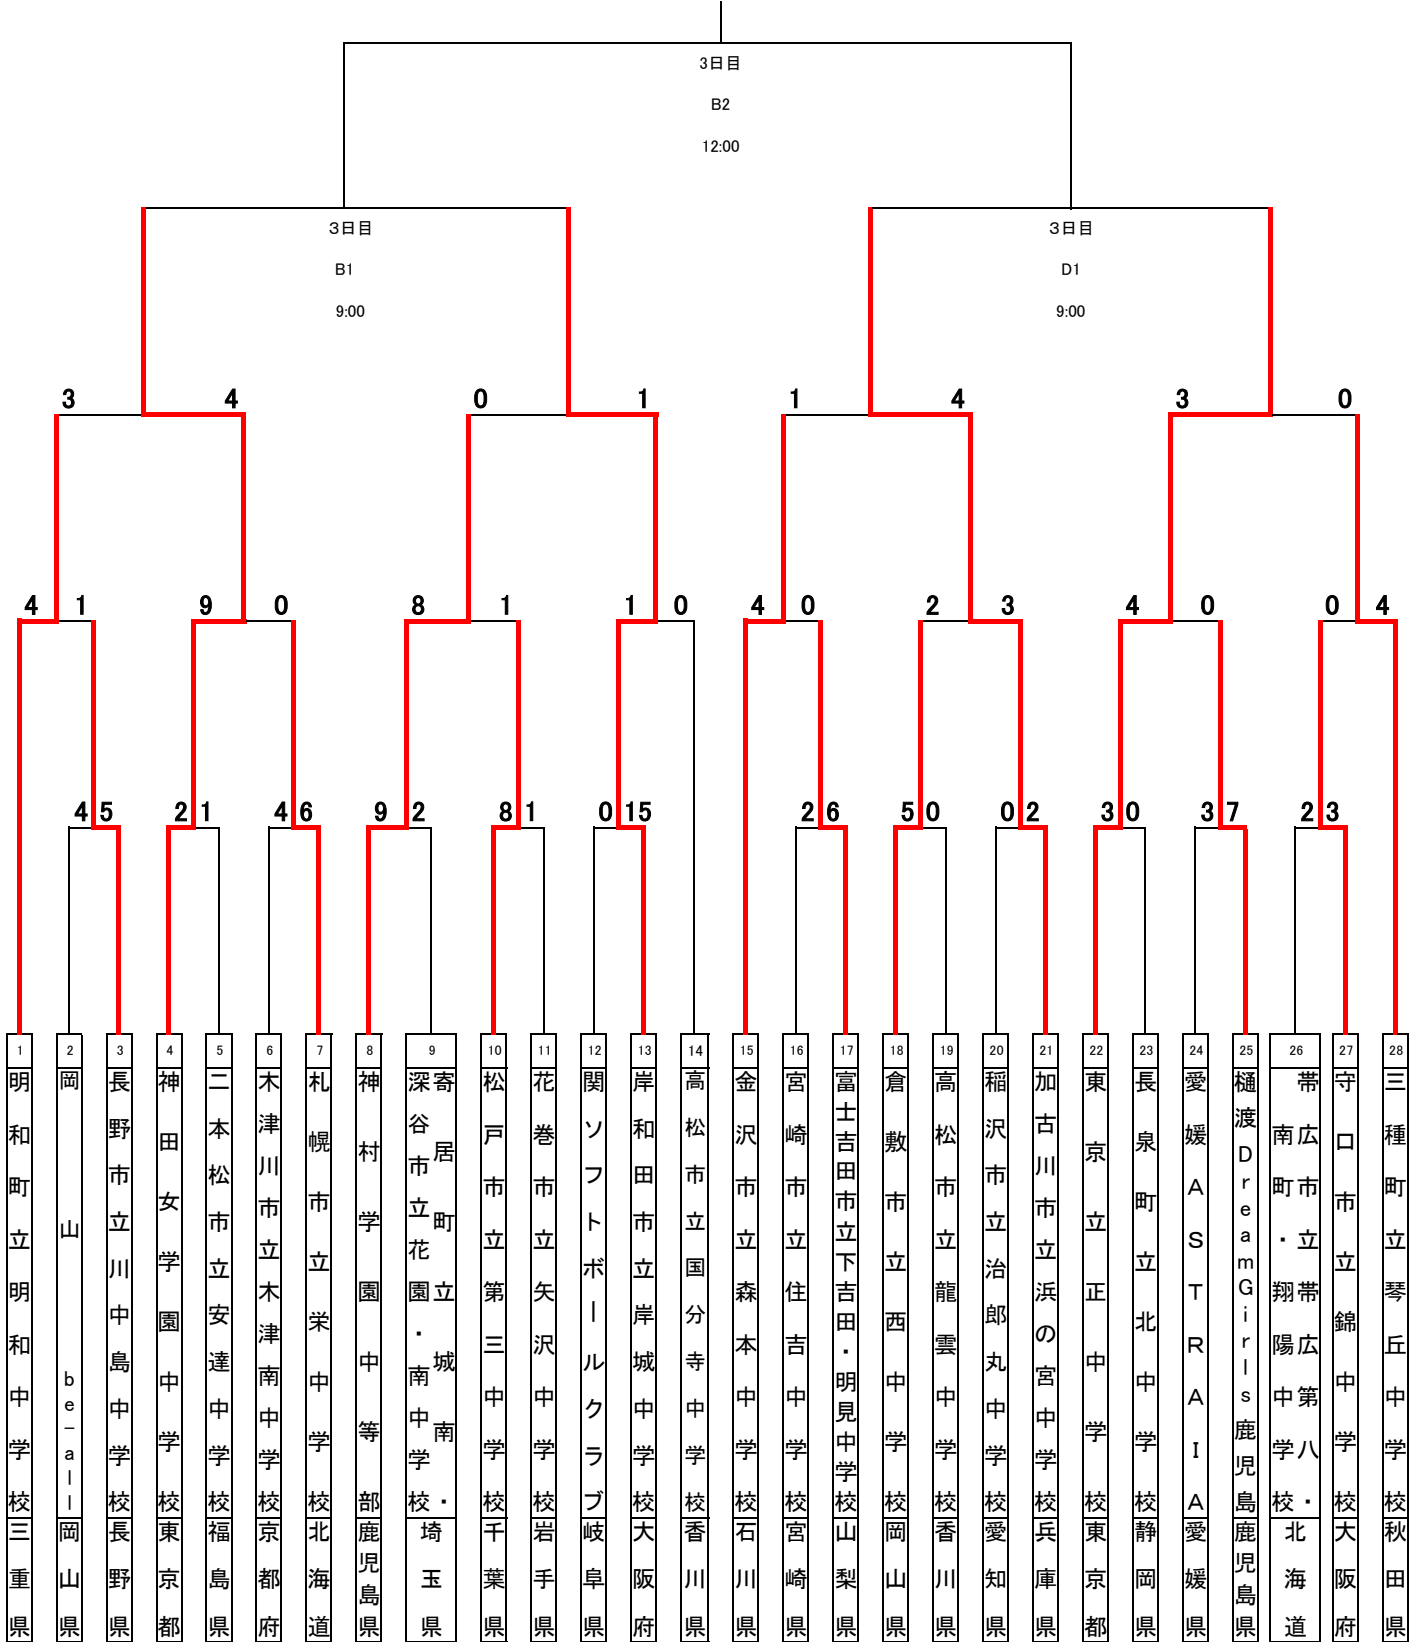 3日目
B2
12:00
3日目
B1
9:00
3日目
D1
9:00
3 4 0 1 1 4 3 0
4 1 9 0 8 1 1 0 4 0 2 3 4 0 0 4
4 5 2 1 4 6 9 2 8 1 0 15 2 6 5 0 0 2 3 0 3 7 2 3
1 明和町立明和中学校 三重県
2 岡山be-all 岡山県
3 長野市立川中島中学校 長野県
4 神田女学園中学校 東京都
5 二本松市立安達中学校 福島県
6 木津川市立木津南中学校 京都府
7 札幌市立栄中学校 北海道
8 神村学園中等部 鹿児島県
9 寄居町立城南・
深谷市立花園・南中学校 埼玉県
10 松戸市立第三中学校 千葉県
11 花巻市立矢沢中学校 岩手県
12 関ソフトボールクラブ 岐阜県
13 岸和田市立岸城中学校 大阪府
14 高松市立国分寺中学校 香川県
15 金沢市立森本中学校 石川県
16 宮崎市立住吉中学校 宮崎県
17 富士吉田市立下吉田・明見中学校 山梨県
18 倉敷市立西中学校 岡山県
19 高松市立龍雲中学校 香川県
20 稲沢市立治郎丸中学校 愛知県
21 加古川市立浜の宮中学校 兵庫県
22 東京立正中学校 東京都
23 長泉町立北中学校 静岡県
24 愛媛ASTRAIA 愛媛県
25 樋渡DreamGirls鹿児島 鹿児島県
26 帯広市立帯広第八・
南町・翔陽中学校 北海道
27 守口市立錦中学校 大阪府
28 三種町立琴丘中学校 秋田県